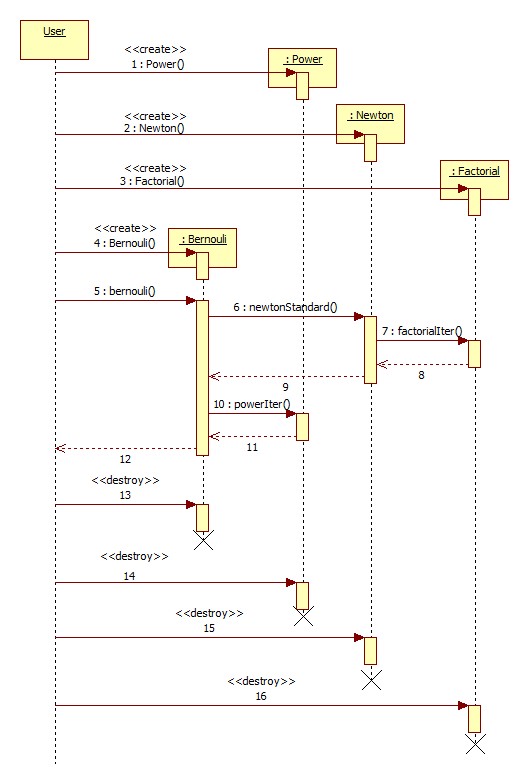 User
<<create>>
1 : Power()
: Power
<<create>>
2 : Newton()
: Newton
<<create>>
3 : Factorial()
: Factorial
<<create>>
4 : Bernouli()
: Bernouli
5 : bernouli()
6 : newtonStandard()
7 : factorialIter()
8
9
10 : powerIter()
11
12
<<destroy>>
13
<<destroy>>
14
<<destroy>>
15
<<destroy>>
16